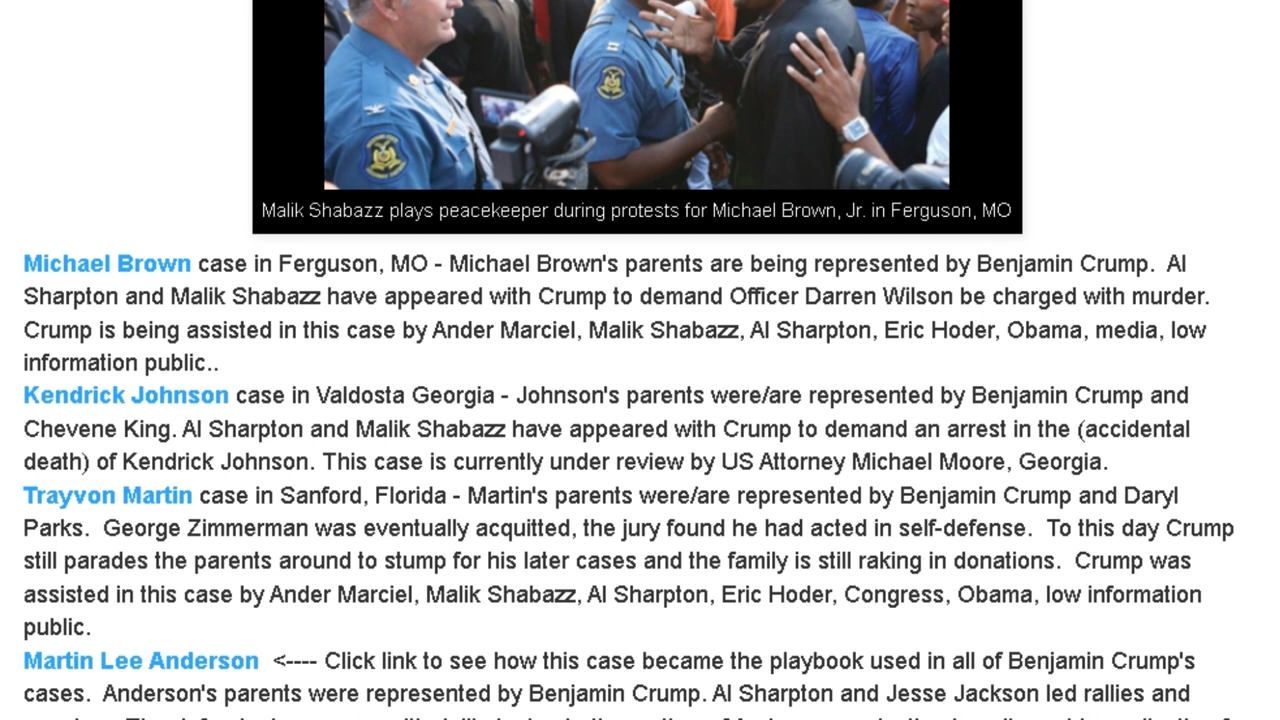 Malik Shabazz plays peacekeeper during protests for Michael Brown, Jr. in Ferguson, MO
Michael Brown case in Ferguson, MO - Michael Brown's parents are being represented by Benjamin Crump.  Al
Sharpton and Malik Shabazz have appeared with Crump to demand Officer Darren Wilson be charged with murder.
Crump is being assisted in this case by Ander Marciel, Malik Shabazz, Al Sharpton, Eric Hoder, Obama, media, low
information public..
Kendrick Johnson case in Valdosta Georgia - Johnson's parents were/are represented by Benjamin Crump and
Chevene King. Al Sharpton and Malik Shabazz have appeared with Crump to demand an arrest in the (accidental
death) of Kendrick Johnson. This case is currently under review by US Attorney Michael Moore, Georgia.
Trayvon Martin case in Sanford, Florida - Martin's parents were/are represented by Benjamin Crump and Daryl
Parks.  George Zimmerman was eventually acquitted, the jury found he had acted in self-defense.  To this day Crump
still parades the parents around to stump for his later cases and the family is still raking in donations.  Crump was
assisted in this case by Ander Marciel, Malik Shabazz, Al Sharpton, Eric Hoder, Congress, Obama, low information
public.
Martin Lee Anderson  <---- Click link to see how this case became the playbook used in all of Benjamin Crump's
cases.  Anderson's parents were represented by Benjamin Crump. Al Sharpton and Jesse Jackson led rallies and